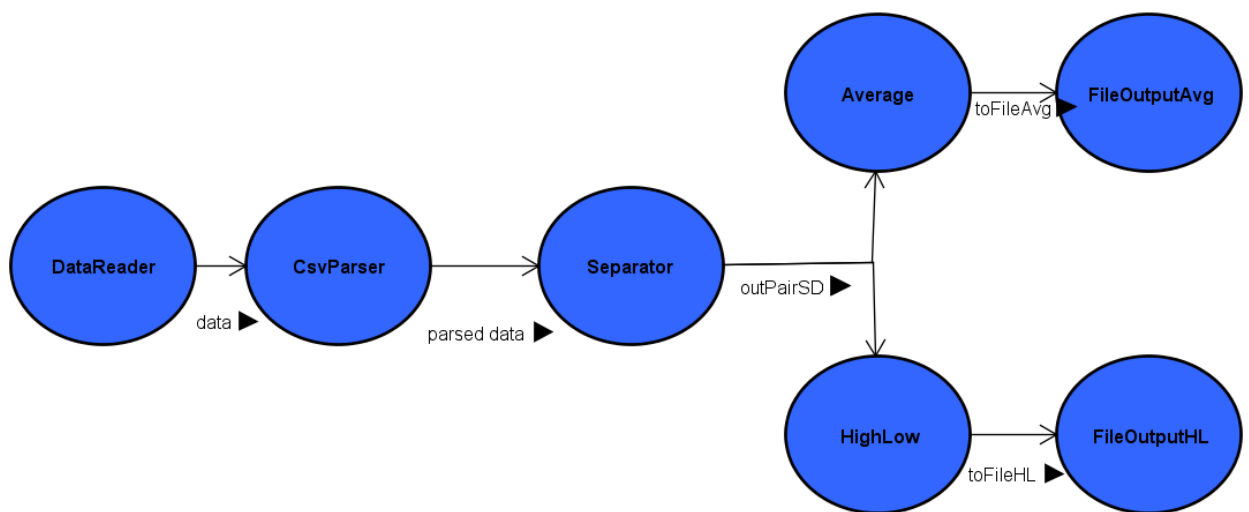 Average
toFileAvg
FileOutputAvg
DataReader
data
CsvParser
parsed data
Separator
outPairSD
HighLow
toFileHL
FileOutputHL